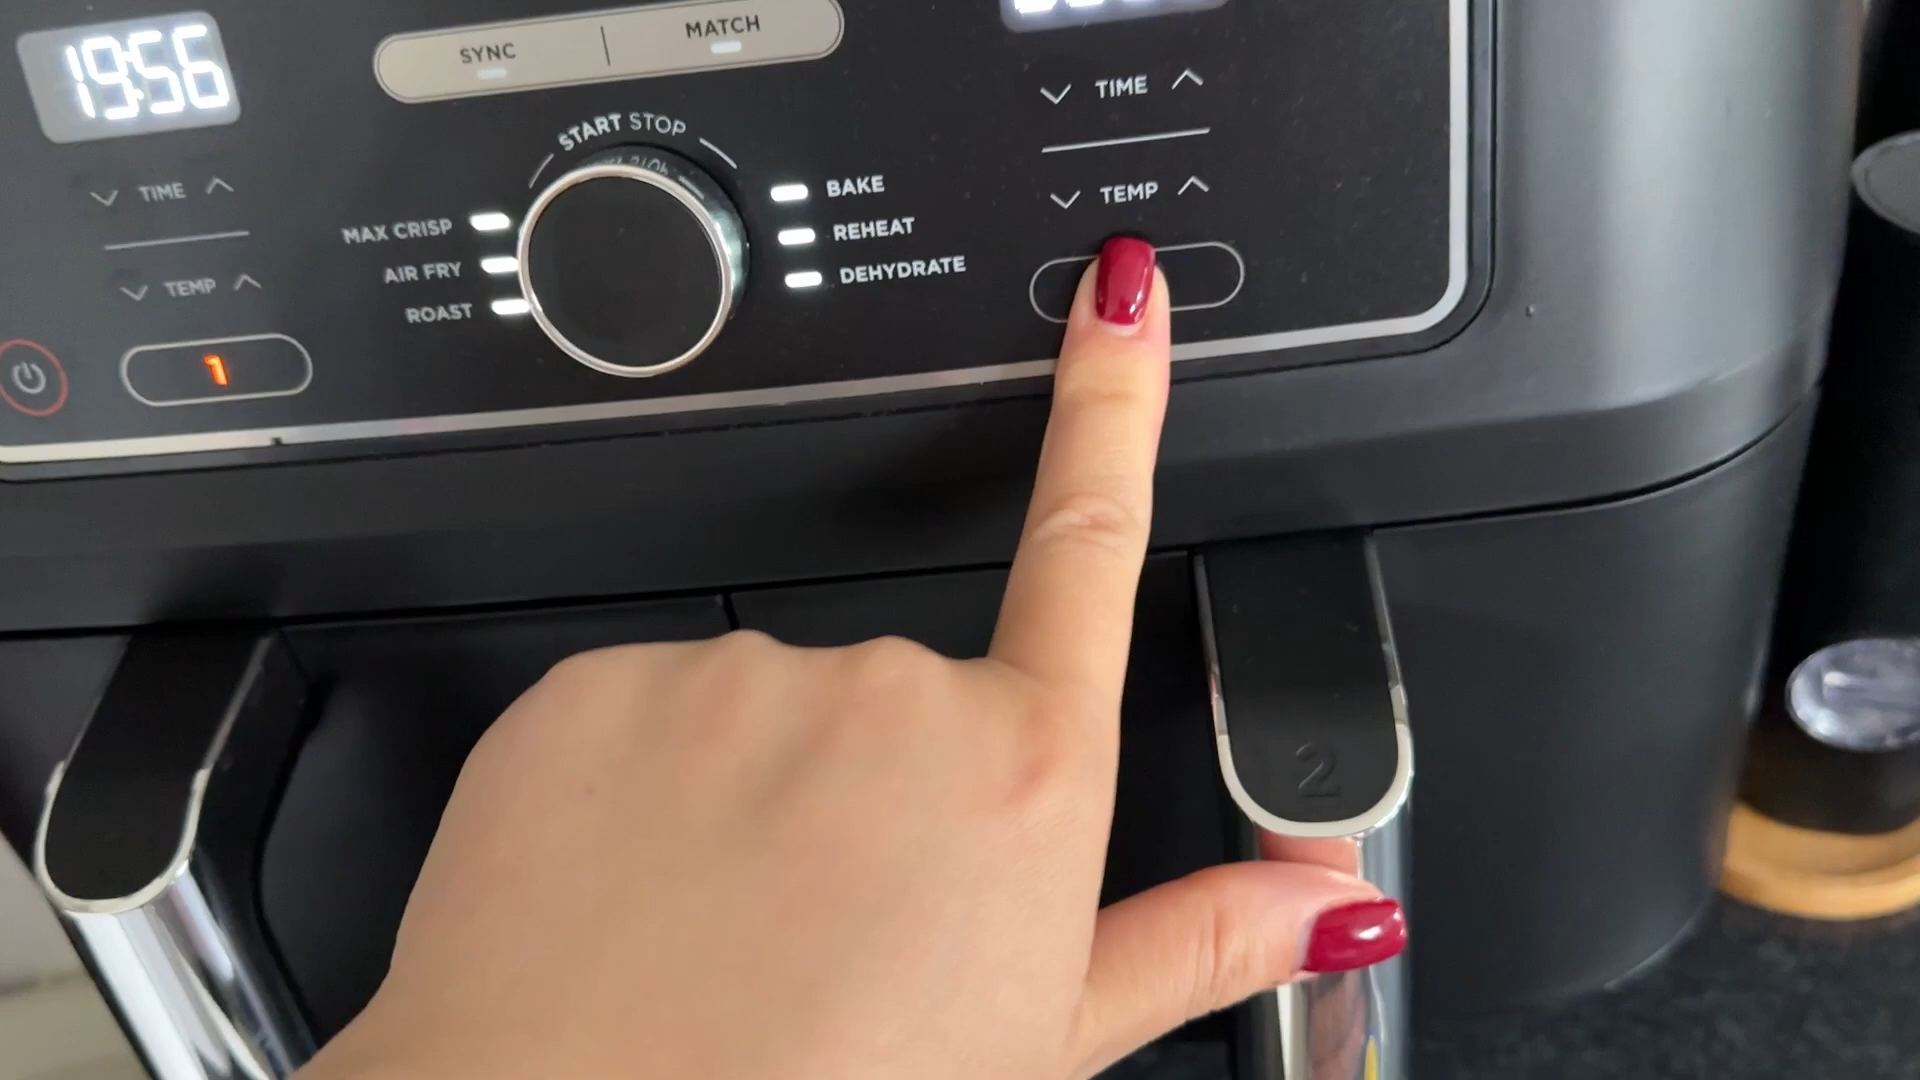 19:56
SYNC
MATCH
START STOP
TIME
TEMP
1
MAX CRISP
AIR FRY
ROAST
BAKE
REHEAT
DEHYDRATE
TIME
TEMP
2